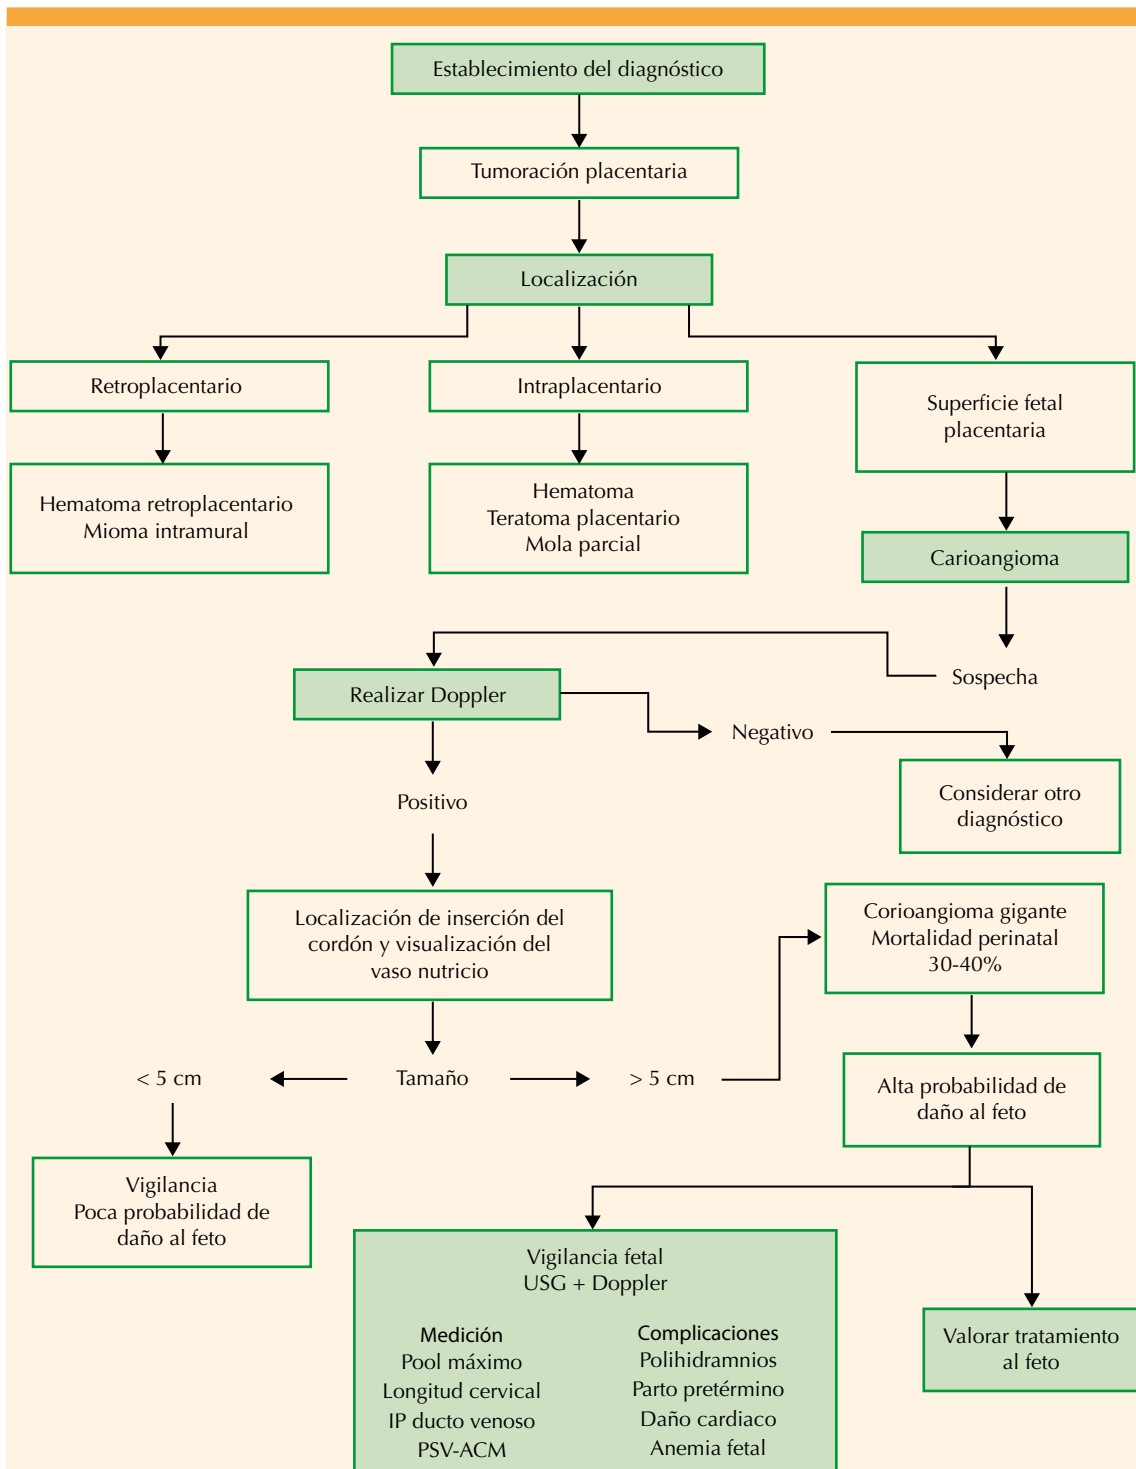 Establecimiento del diagnóstico
Tumoración placentaria
Localización
Retroplacentario
Intraplacentario
Superficie fetal
placentaria
Hematoma retroplacentario
Mioma intramural
Hematoma
Teratoma placentario
Mola parcial
Carioangioma
Sospecha
Realizar Doppler
Negativo
Considerar otro
diagnóstico
Positivo
Localización de inserción del
cordón y visualización del
vaso nutricio
Corioangioma gigante
Mortalidad perinatal
30-40%
< 5 cm
Tamaño
> 5 cm
Alta probabilidad de
daño al feto
Vigilancia
Poca probabilidad de
daño al feto
Vigilancia fetal
USG + Doppler
Medición
Pool máximo
Longitud cervical
IP ducto venoso
PSV-ACM
Complicaciones
Polihidramnios
Parto pretérmino
Daño cardiaco
Anemia fetal
Valorar tratamiento
al feto